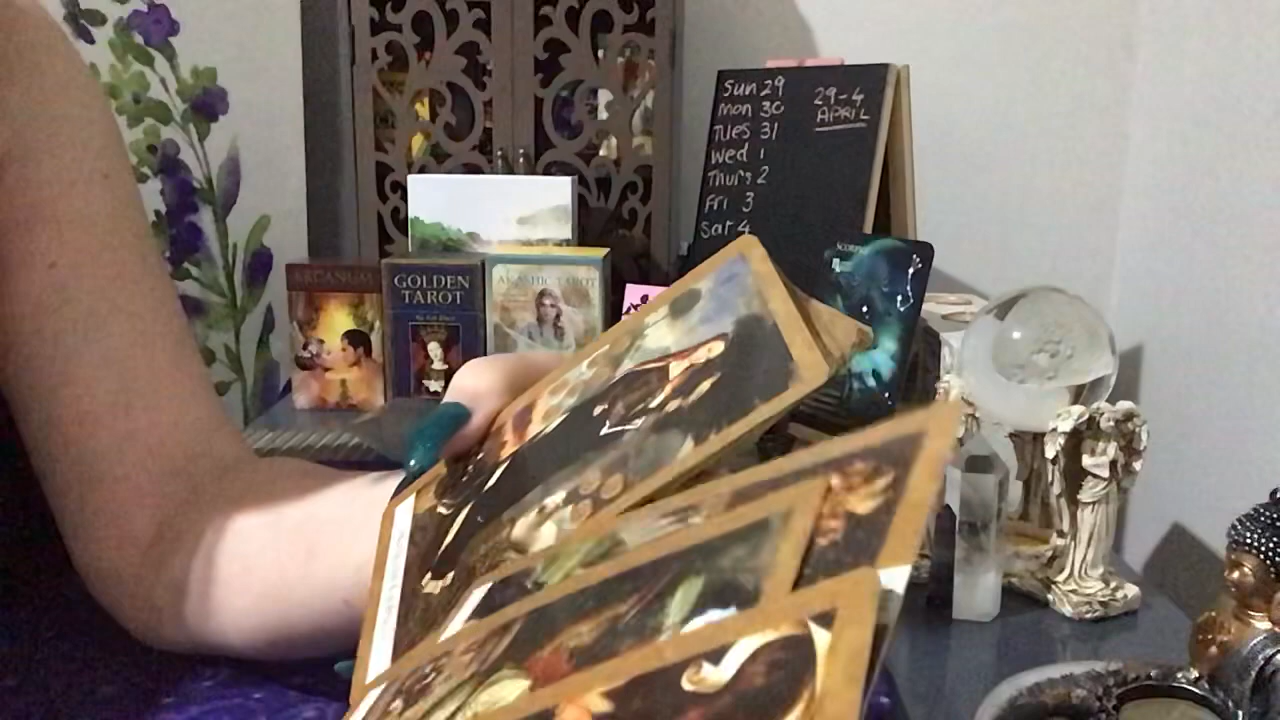 Sun 29
mon 30
Tues 31
Wed 1
Thurs 2
Fri 3
Sat 4
29-4
APRIL
ARCANUM
GOLDEN
TAROT
AKASHIC TAROT
SCORPIO